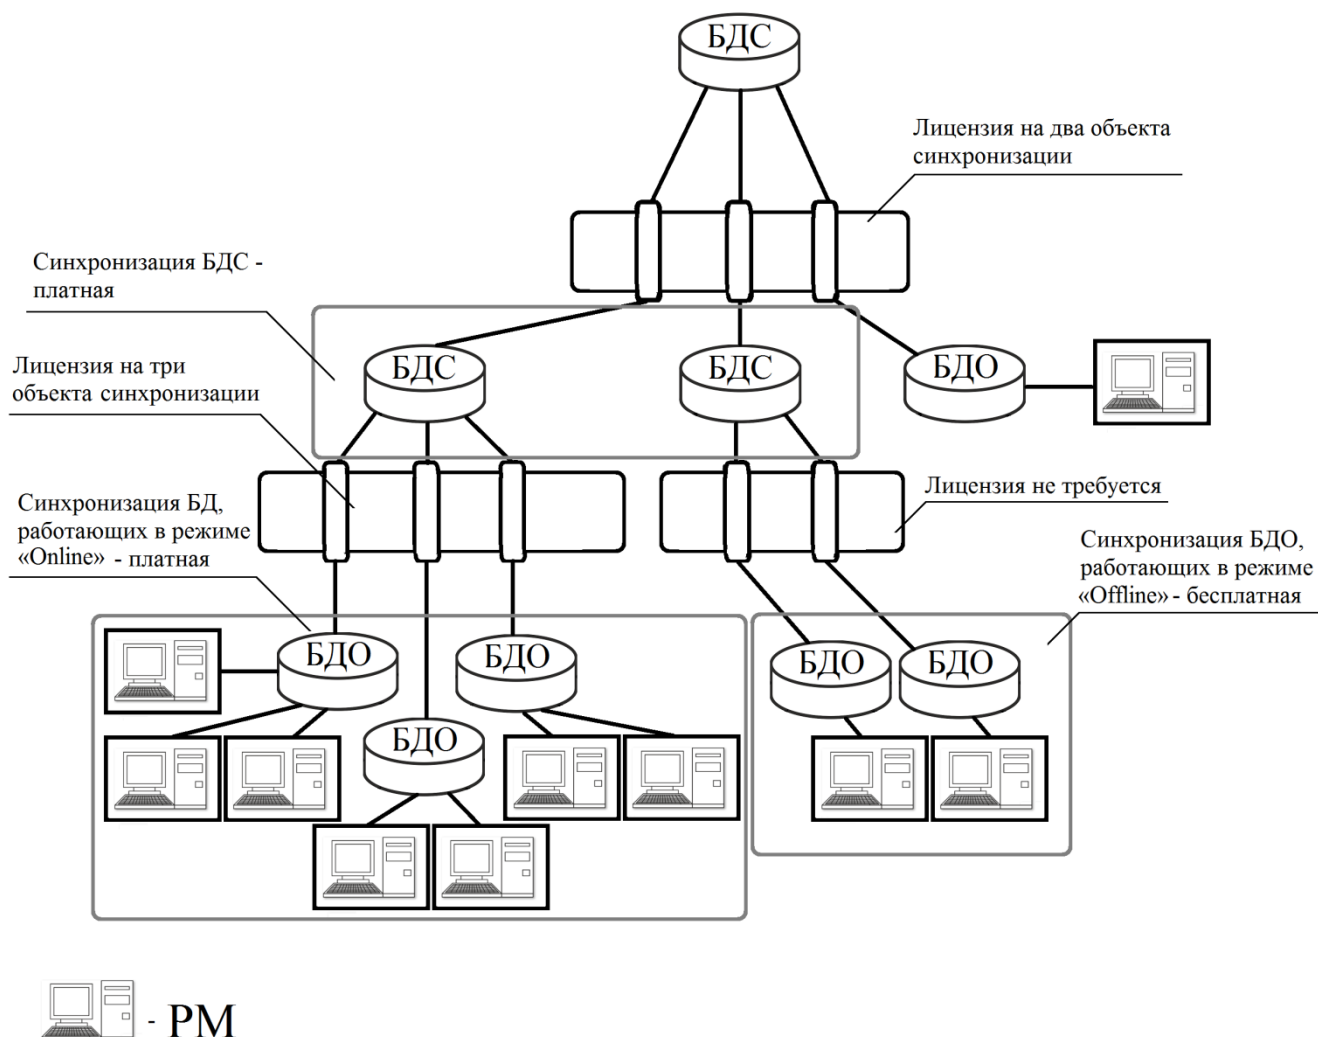 БДС
Лицензия на два объекта
синхронизации
Синхронизация БДС -
платная
БДС
БДС
БДО
Лицензия на три
объекта синхронизации
Лицензия не требуется
Синхронизация БД,
работающих в режиме
«Online» - платная
Синхронизация БДО,
работающих в режиме
«Offline» - бесплатная
БДО
БДО
БДО
БДО
БДО
- РМ